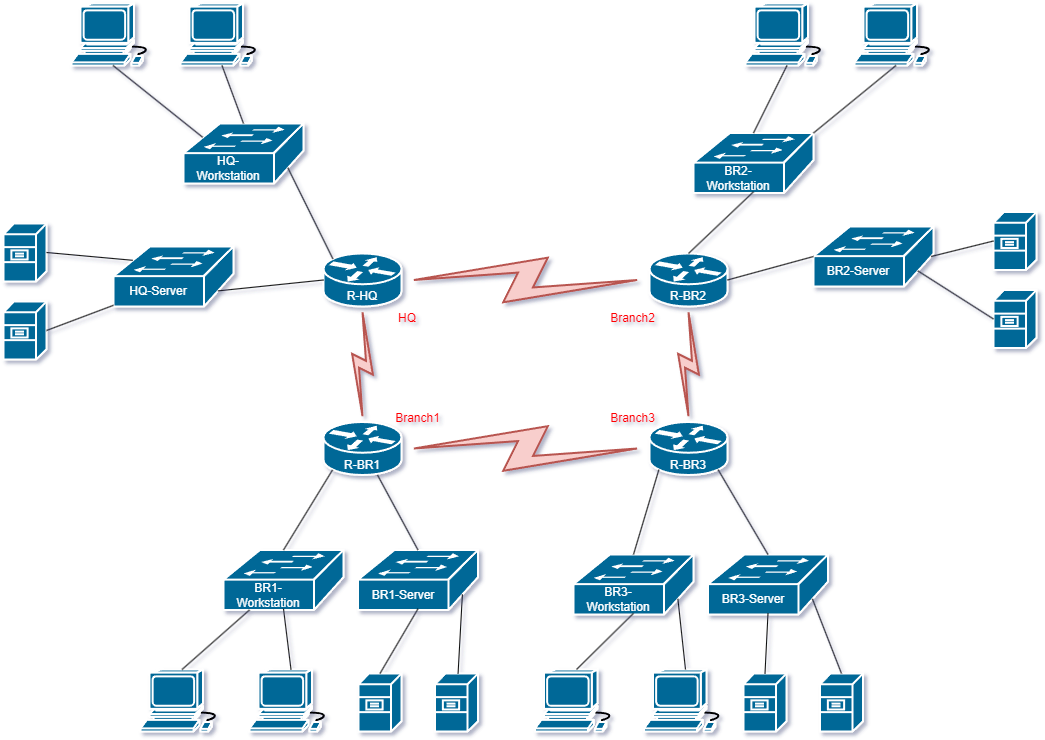 HQ-
Workstation
BR2-
Workstation
HQ-Server
BR2-Server
R-HQ
R-BR2
HQ
Branch2
Branch1
Branch3
R-BR1
R-BR3
BR1-
Workstation
BR1-Server
BR3-
Workstation
BR3-Server